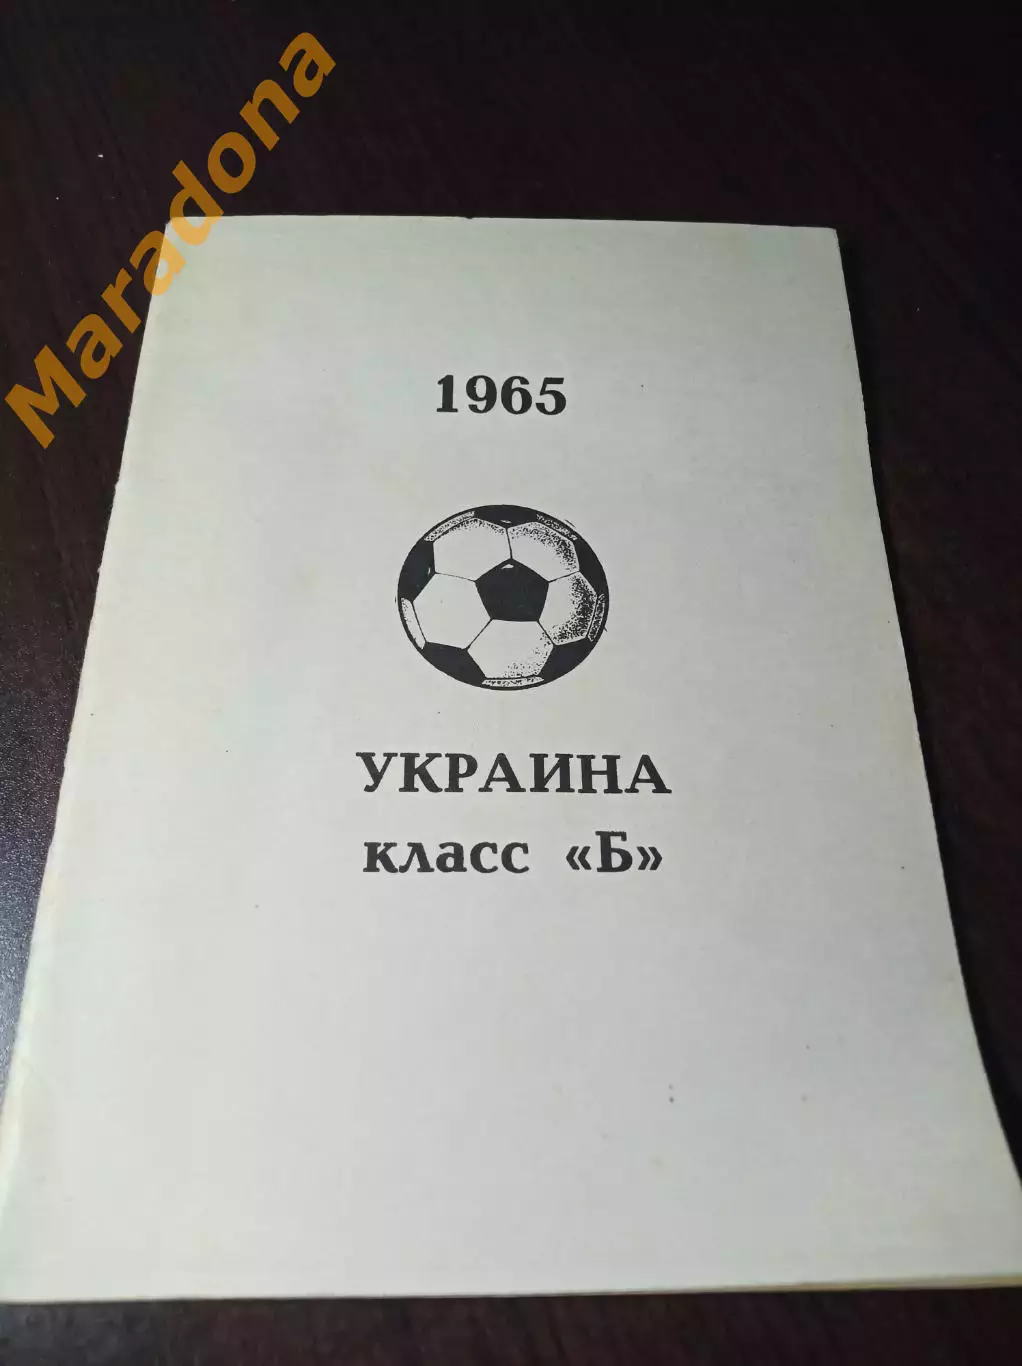 Maradona
1965
УКРАИНА
класс «Б»